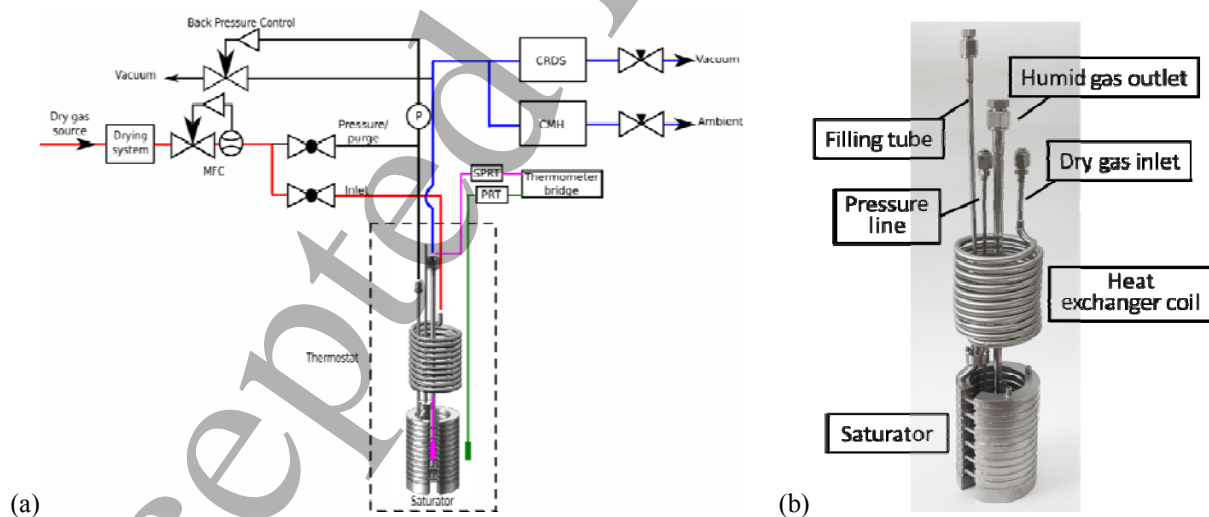 Back Pressure Control
CRDS
Vacuum
Vacuum
Dry gas
source
Drying
system
MFC
P
Pressure/
purge
CMH
Ambient
Inlet
SPRT
PRT
Thermometer
bridge
Thermostat
Saturator
(a)
Humid gas outlet
Filling tube
Dry gas inlet
Pressure
line
Heat
exchanger coil
Saturator
(b)